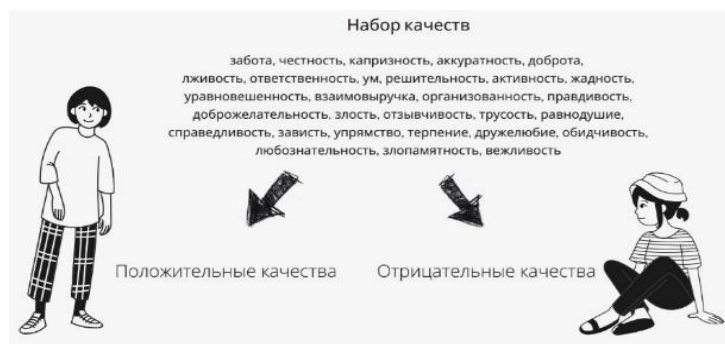 Набор качеств
забота, честность, капризность, аккуратность, доброта,
лживость, ответственность, ум, решительность, активность, жадность,
уравновешенность, взаимовыручка, организованность, правдивость,
доброжелательность, злость, отзывчивость, трусость, равнодушие,
справедливость, зависть, упрямство, терпение, дружелюбие, обидчивость,
любознательность, злопамятность, вежливость
Положительные качества
Отрицательные качества